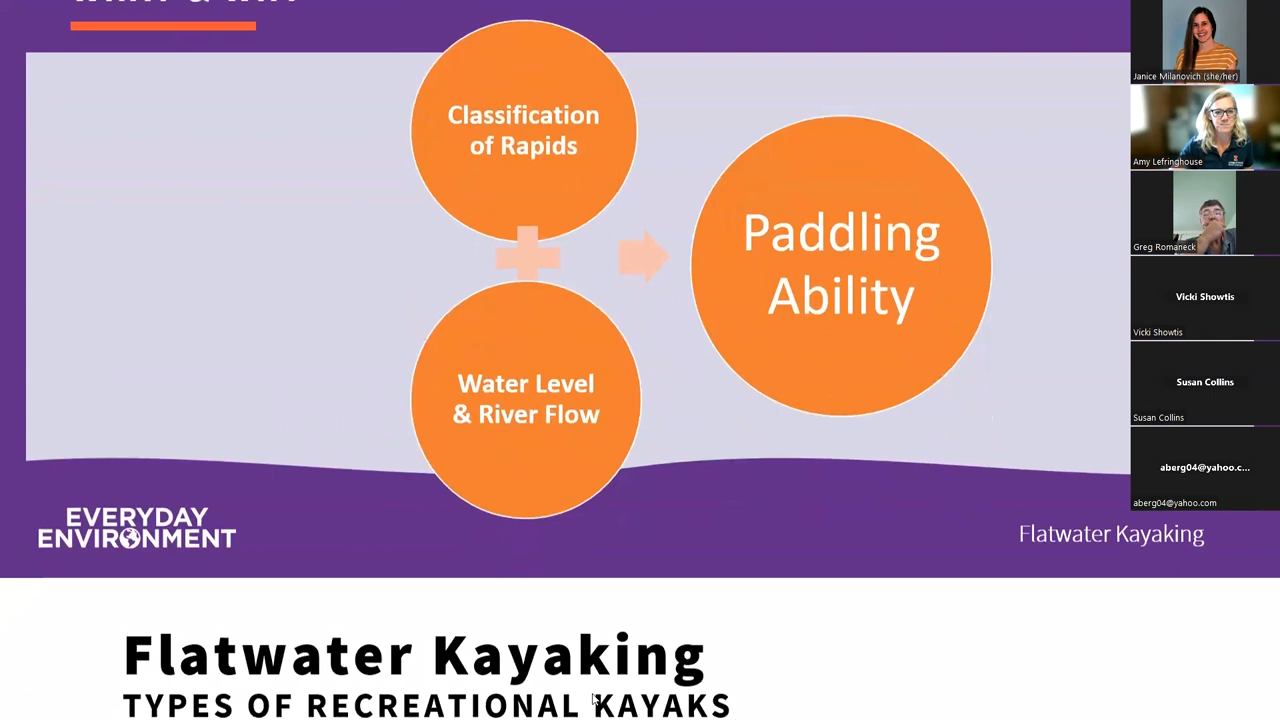 Classification
of Rapids
Paddling
Ability
Water Level
& River Flow
EVERYDAY
ENVIRONMENT
Flatwater Kayaking
Flatwater Kayaking
TYPES OF RECREATIONAL KAYAKS
Janice Milanovich (she/her)
Amy Lefringhouse
Greg Romaneck
Vicki Showtis
Vicki Showtis
Susan Collins
Susan Collins
aberg04@yahoo.c...
aberg04@yahoo.com